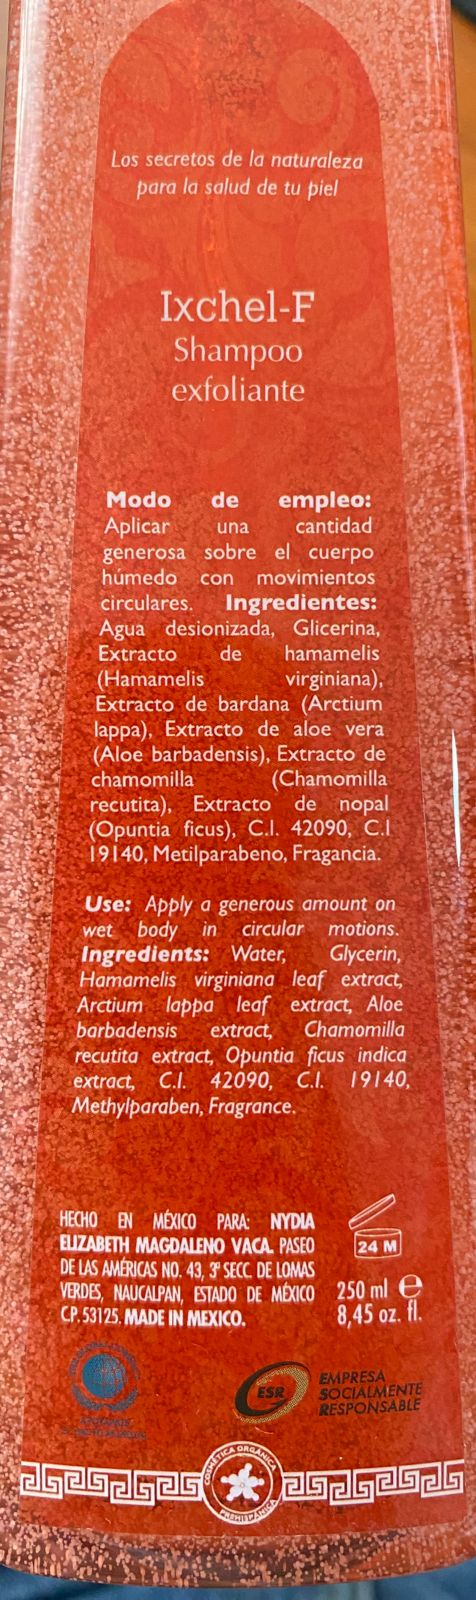 Los secretos de la naturaleza
para la salud de tu piel
Ixchel-F
Shampoo
exfoliante
Modo de empleo:
Aplicar una cantidad
generosa sobre el cuerpo
húmedo con movimientos
circulares. Ingredientes:
Agua desionizada, Glicerina,
Extracto de hamamelis
(Hamamelis virginiana),
Extracto de bardana (Arctium
lappa), Extracto de aloe vera
(Aloe barbadensis), Extracto de
chamomilla (Chamomilla
recutita), Extracto de nopal
(Opuntia ficus), C.I. 42090, C.I
19140, Metilparabeno, Fragancia.
Use: Apply a generous amount on
wet body in circular motions.
Ingredients: Water, Glycerin,
Hamamelis virginiana leaf extract,
Arctium lappa leaf extract, Aloe
barbadensis extract, Chamomilla
recutita extract, Opuntia ficus indica
extract, C.I. 42090, C.I. 19140,
Methylparaben, Fragrance.
HECHO EN MÉXICO PARA: NYDIA
ELIZABETH MAGDALENO VACA. PASEO
DE LAS AMÉRICAS NO. 43, 3ª SECC. DE LOMAS
VERDES, NAUCALPAN, ESTADO DE MÉXICO
C.P. 53125. MADE IN MEXICO.
24 M
250 ml e
8,45 oz. fl.
ESR
EMPRESA
SOCIALMENTE
RESPONSABLE
COSMÉTICA ORGÁNICA
PREHISPÁNICA